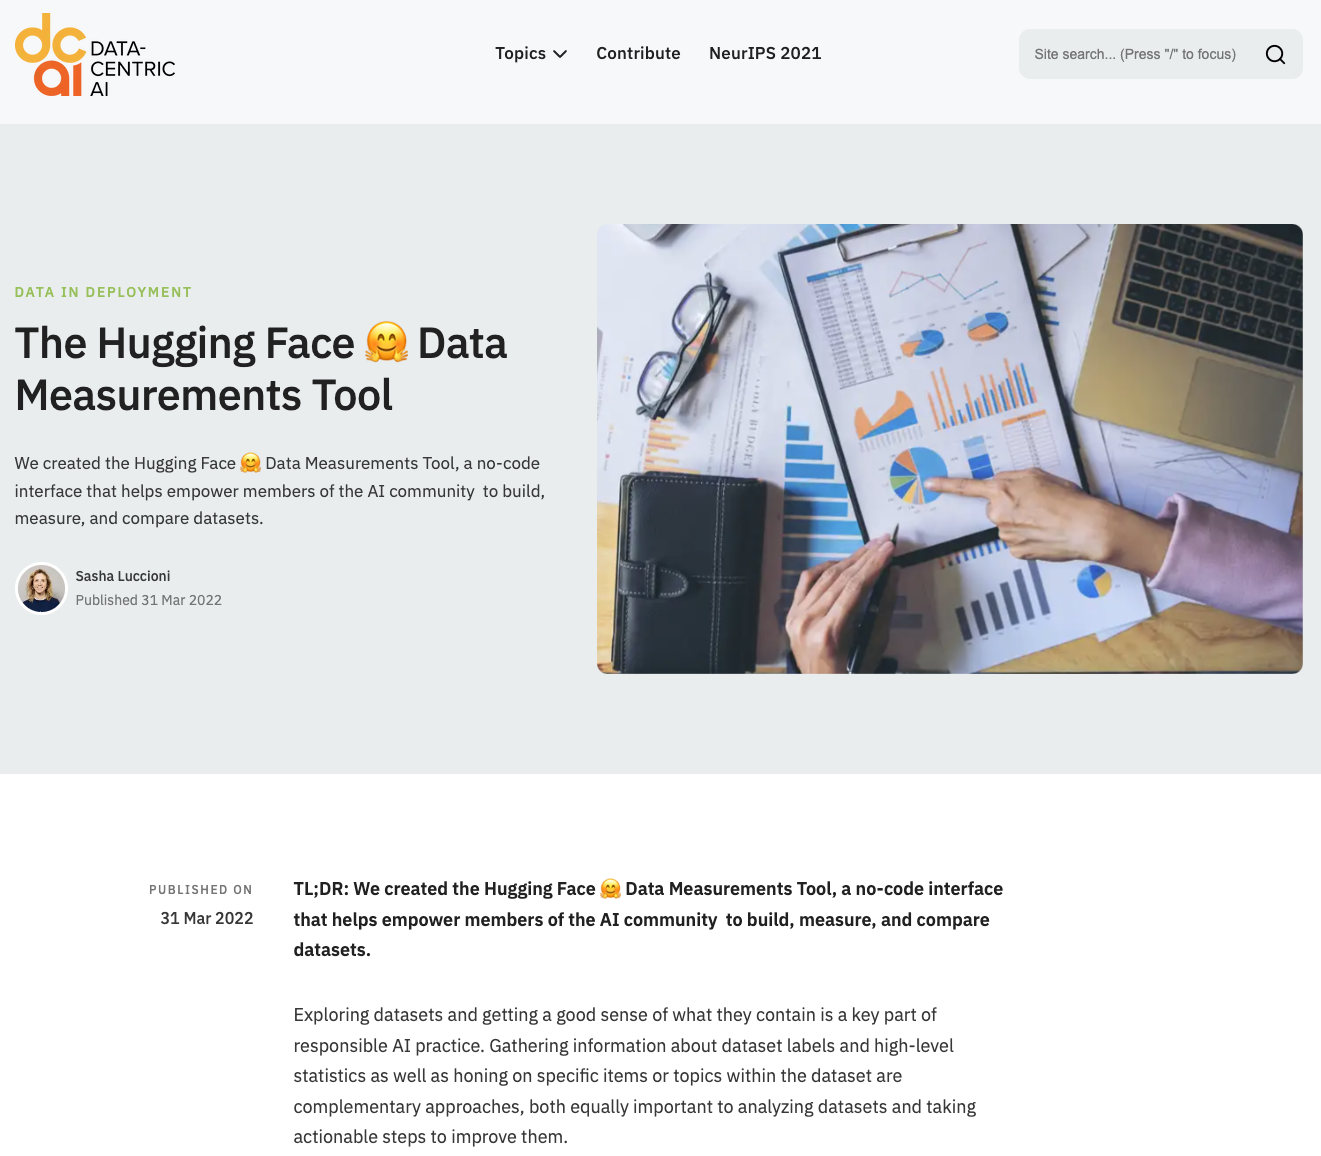 dc
ai
DATA-
CENTRIC
AI
Topics
Contribute
NeurIPS 2021
Site search... (Press "/" to focus)
DATA IN DEPLOYMENT
The Hugging Face 🤗 Data
Measurements Tool
We created the Hugging Face 🤗 Data Measurements Tool, a no-code
interface that helps empower members of the AI community  to build,
measure, and compare datasets.
Sasha Luccioni
Published 31 Mar 2022
PUBLISHED ON
31 Mar 2022
TL;DR: We created the Hugging Face 🤗 Data Measurements Tool, a no-code interface
that helps empower members of the AI community  to build, measure, and compare
datasets.
Exploring datasets and getting a good sense of what they contain is a key part of
responsible AI practice. Gathering information about dataset labels and high-level
statistics as well as honing on specific items or topics within the dataset are
complementary approaches, both equally important to analyzing datasets and taking
actionable steps to improve them.